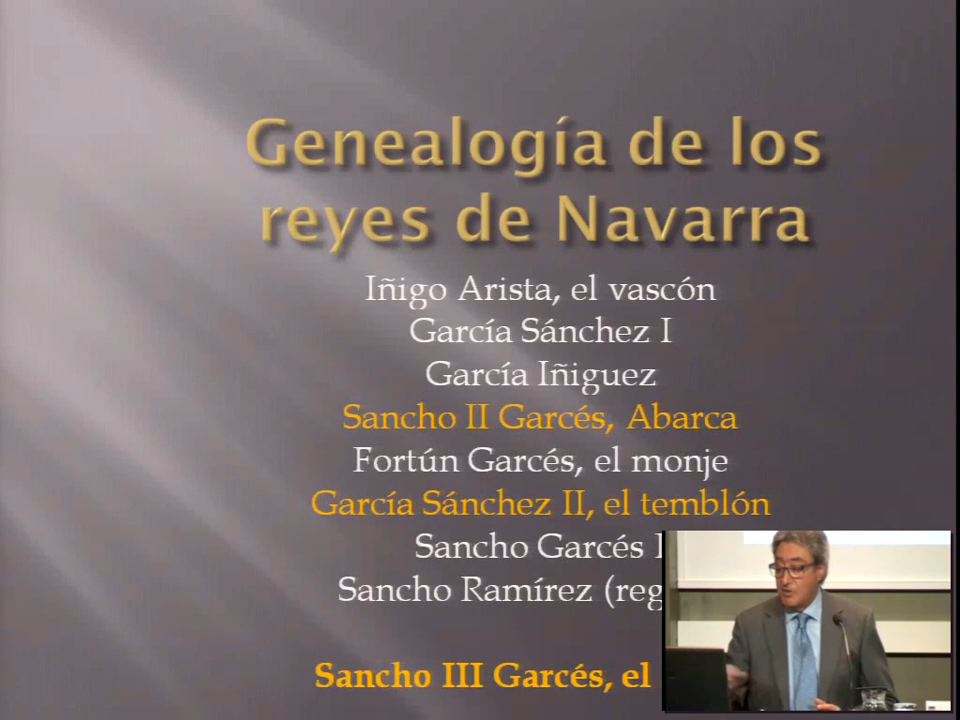 Genealogía de los
reyes de Navarra
Iñigo Arista, el vascón
García Sánchez I
García Iñiguez
Sancho II Garcés, Abarca
Fortún Garcés, el monje
García Sánchez II, el temblón
Sancho Garcés
Sancho Ramírez
Sancho III Garcés, el